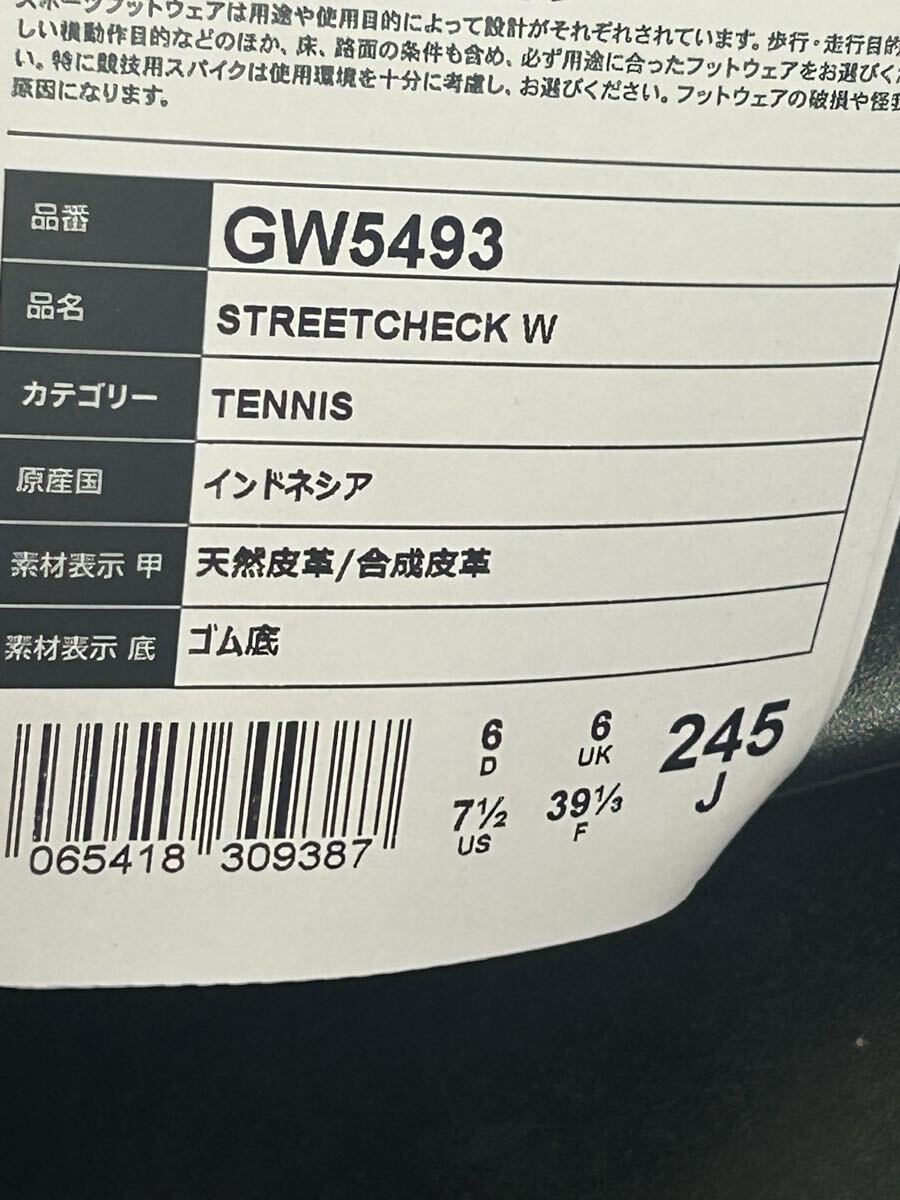 スポーツフットウェアは用途や使用目的によって設計がそれぞれされています。歩行・走行目的
しい機動作目的などのほか、床、路面の条件も含め、必ず用途に合ったフットウェアをお選びくだ
い。特に競技用スパイクは使用環境を十分に考慮し、お選びください。フットウェアの破損や怪我
原因になります。
品番 GW5493
品名 STREETCHECK W
カテゴリー TENNIS
原産国 インドネシア
素材表示 甲 天然皮革/合成皮革
素材表示 底 ゴム底
6 D 6 UK 245 J
7½ US 39⅓ F
065418 309387